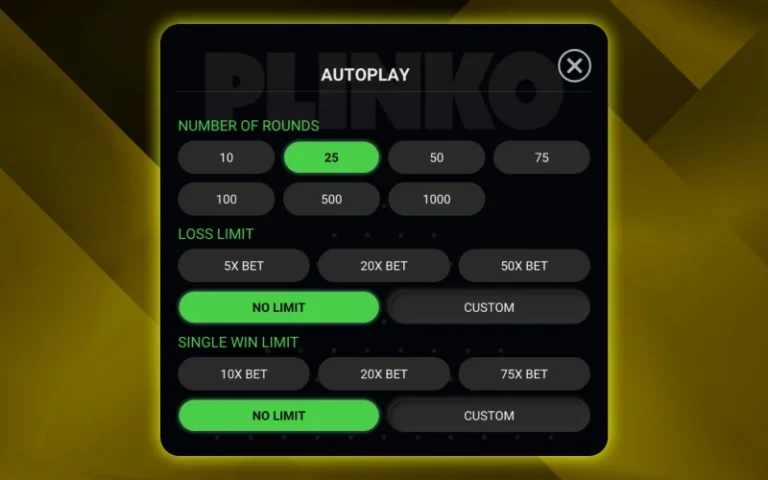 PLINKO
AUTOPLAY
NUMBER OF ROUNDS
10 25 50 75
100 500 1000
LOSS LIMIT
5X BET 20X BET 50X BET
NO LIMIT CUSTOM
SINGLE WIN LIMIT
10X BET 20X BET 75X BET
NO LIMIT CUSTOM